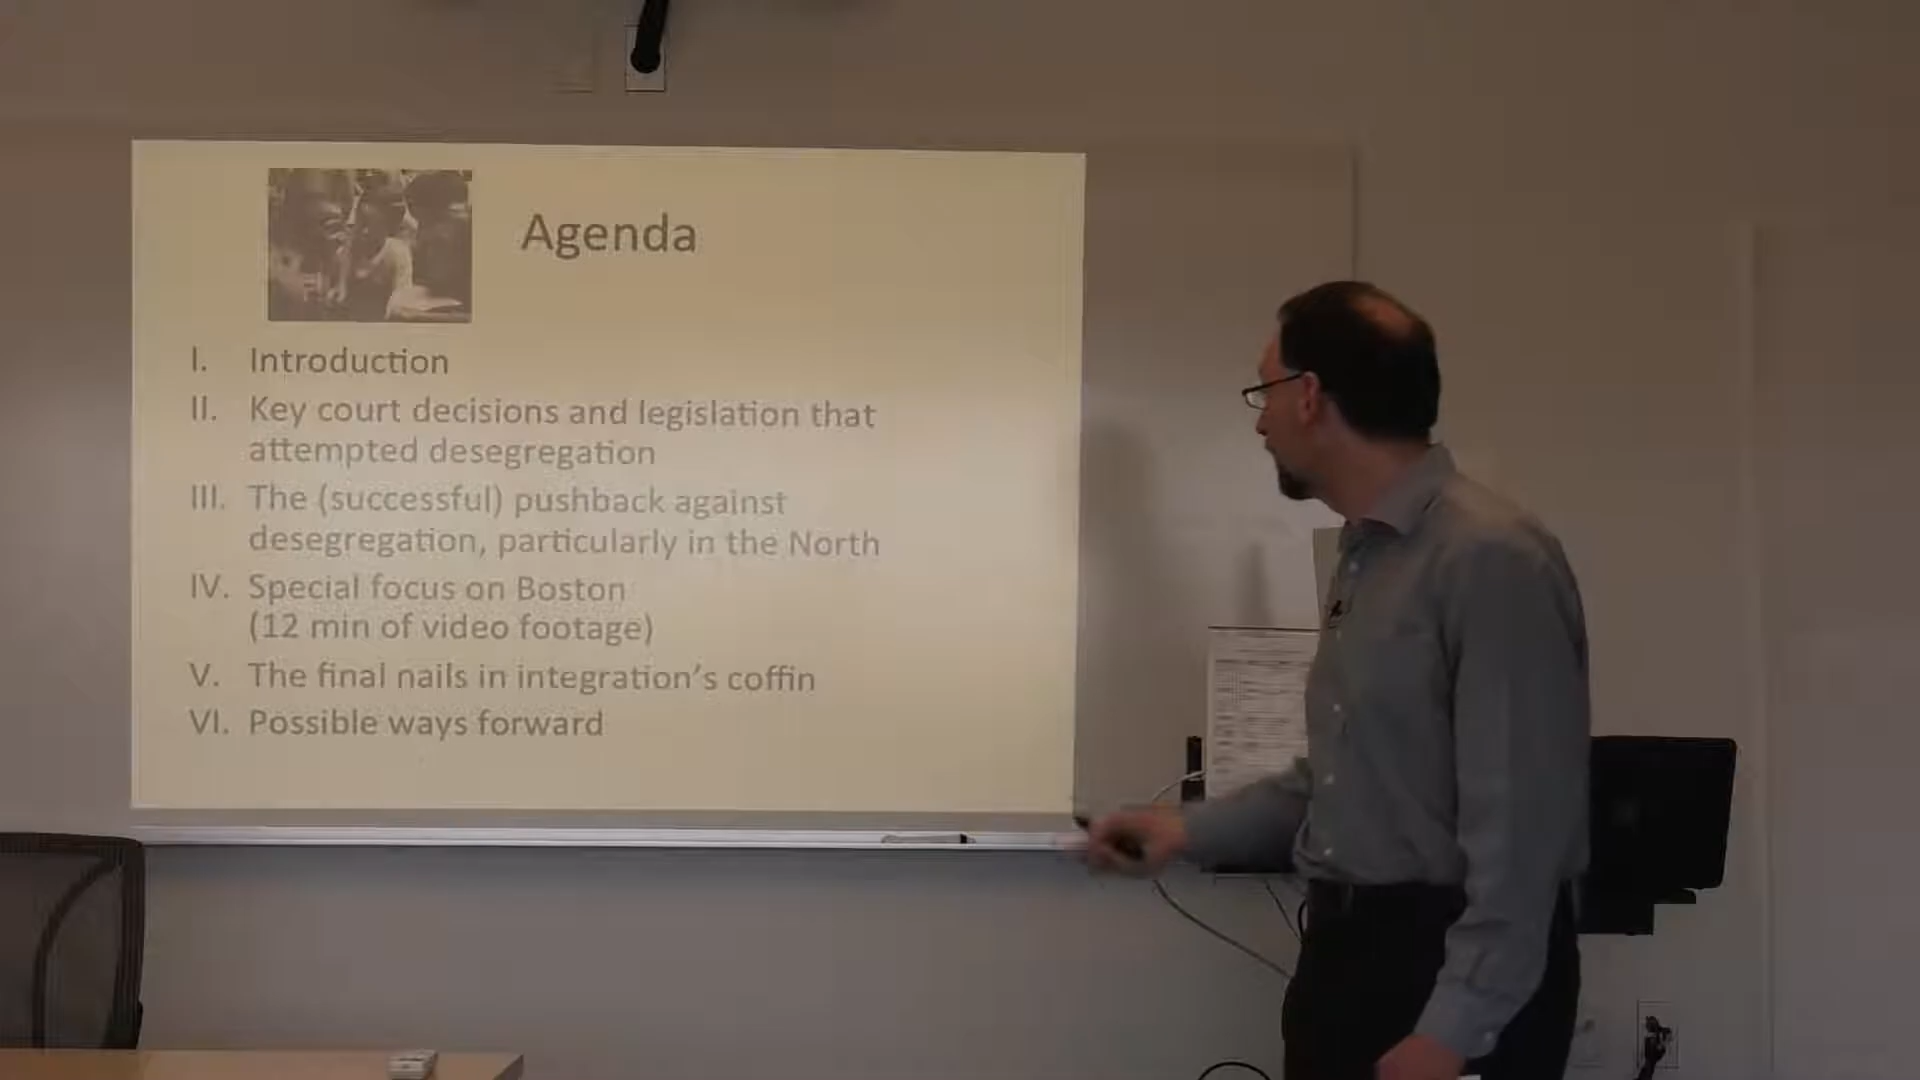 Agenda
I. Introduction
II. Key court decisions and legislation that
attempted desegregation
III. The (successful) pushback against
desegregation, particularly in the North
IV. Special focus on Boston
(12 min of video footage)
V. The final nails in integration’s coffin
VI. Possible ways forward